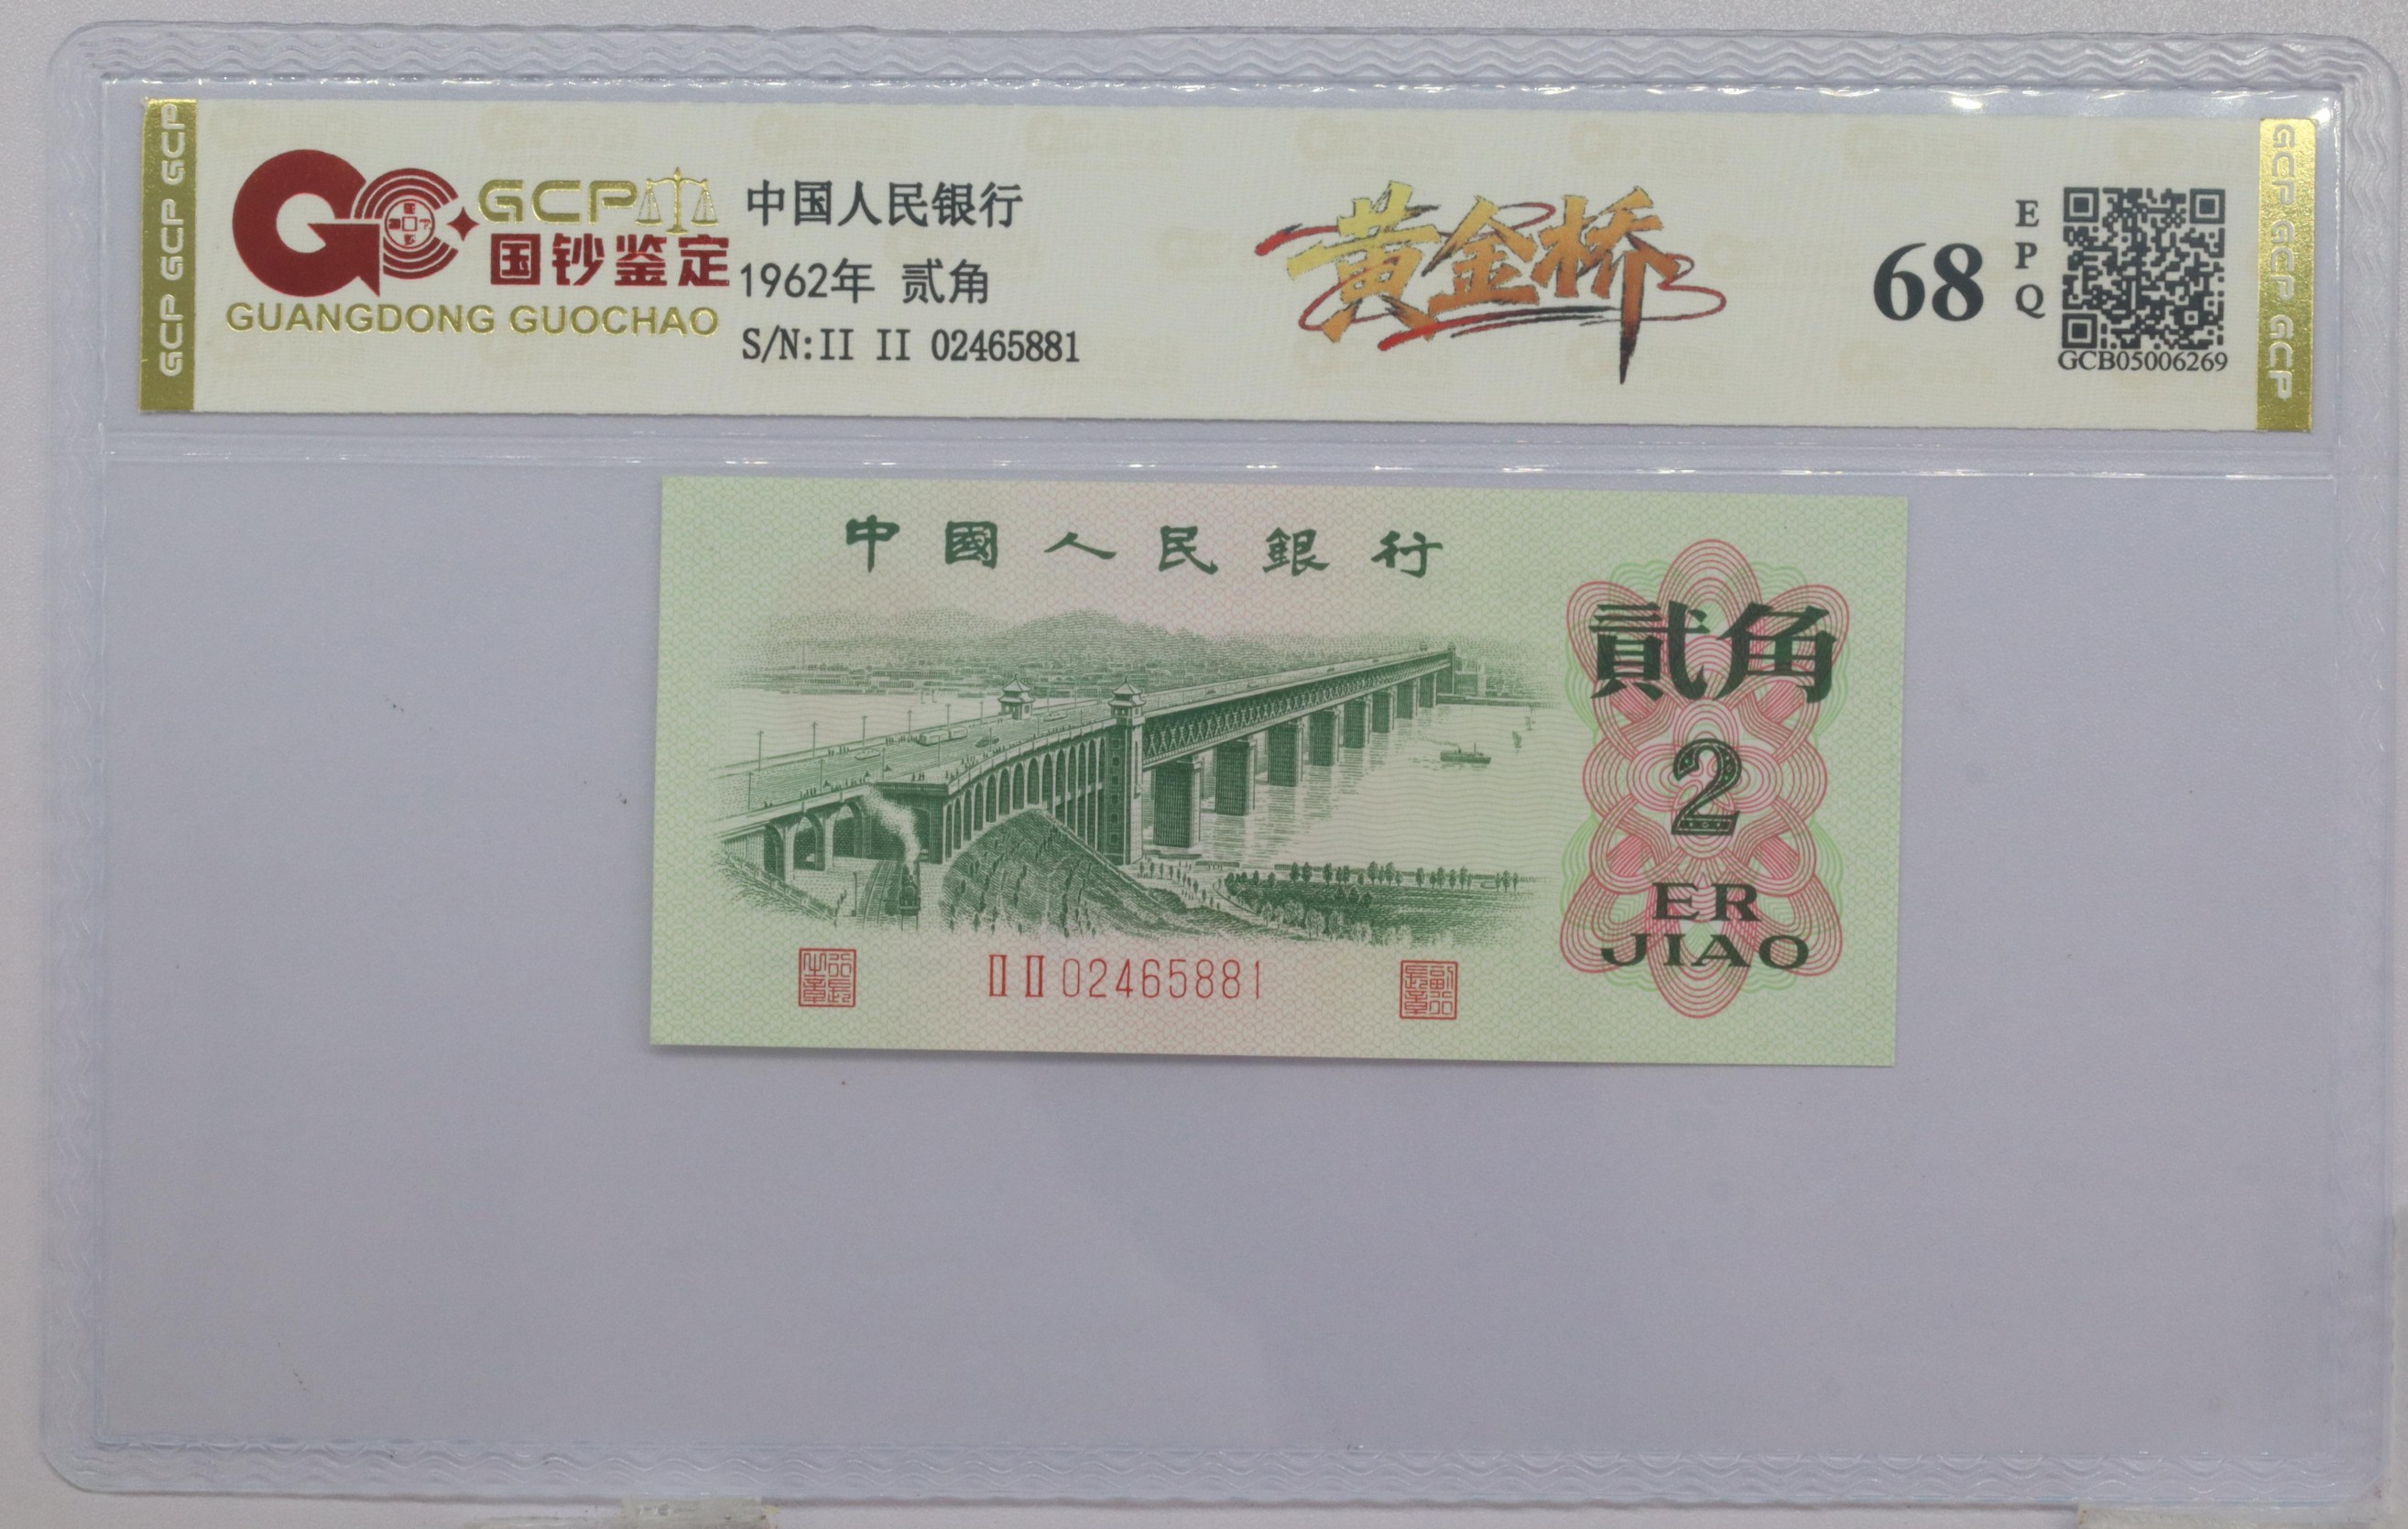 GCP GCP GCP
GCP
国钞鉴定
GUANGDONG GUOCHAO
中国人民银行
1962年 贰角
S/N:II II 02465881
黄金桥
68
EPQ
GCB05006269
GCP GCP GCP
中國人民銀行
貳角
2
ER
JIAO
II II 02465881